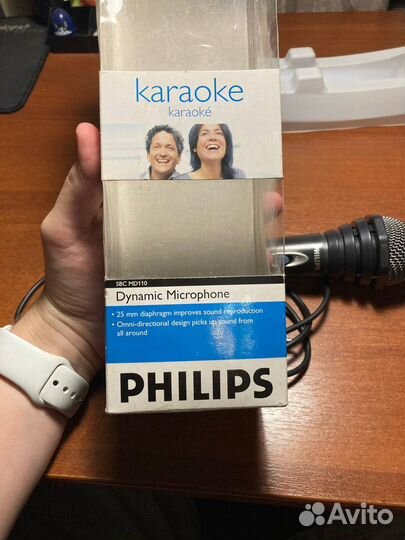 karaoke
karaoké
SBC MD110
Dynamic Microphone
• 25 mm diaphragm improves sound reproduction
• Omni-directional design picks up sound from
all around
PHILIPS
PHILIPS
Avito